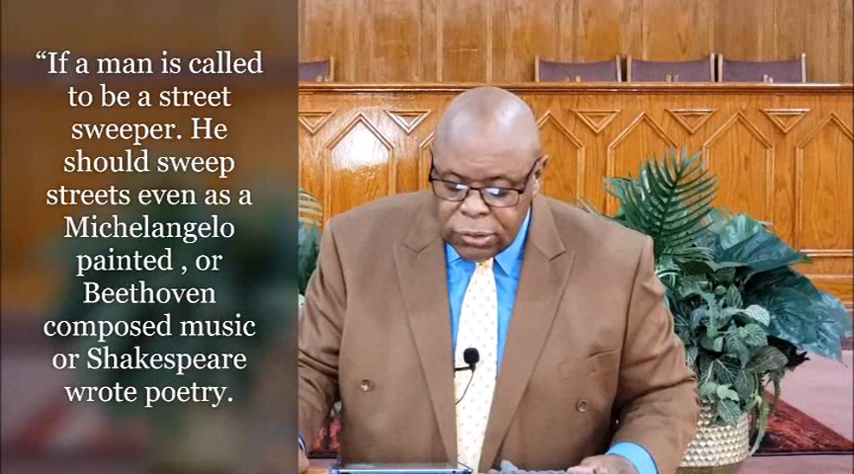 “If a man is called
to be a street
sweeper. He
should sweep
streets even as a
Michelangelo
painted , or
Beethoven
composed music
or Shakespeare
wrote poetry.